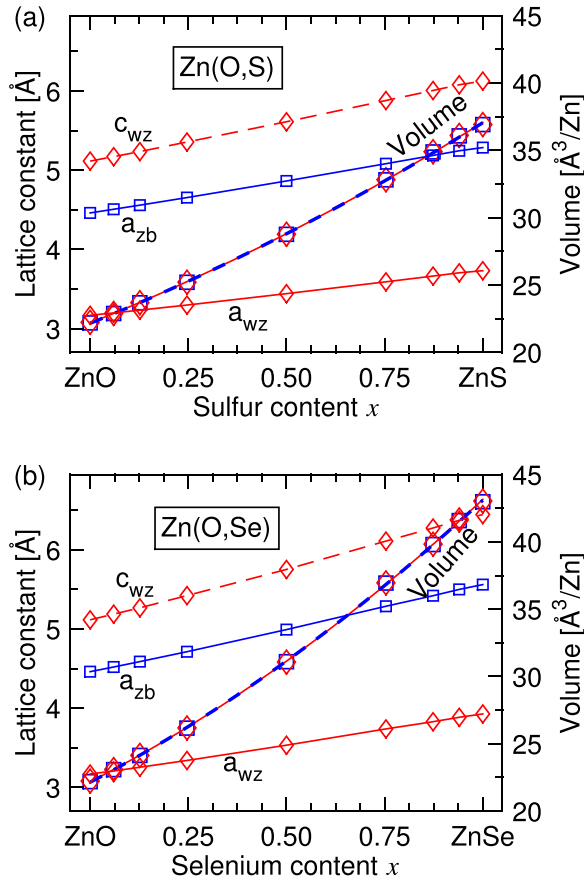 (a)
Zn(O,S)
Lattice constant [Å]
6
5
4
3
c_wz
a_zb
a_wz
Volume
45
40
35
30
25
20
Volume [Å³/Zn]
ZnO 0.25 0.50 0.75 ZnS
Sulfur content x
(b)
Zn(O,Se)
Lattice constant [Å]
6
5
4
3
c_wz
a_zb
a_wz
Volume
45
40
35
30
25
20
Volume [Å³/Zn]
ZnO 0.25 0.50 0.75 ZnSe
Selenium content x